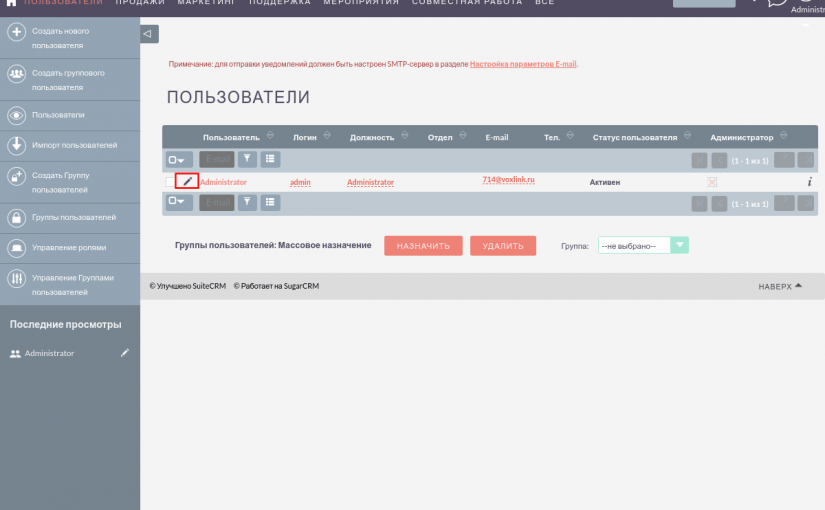 ПОЛЬЗОВАТЕЛИ ПРОДАЖИ МАРКЕТИНГ ПОДДЕРЖКА МЕРОПРИЯТИЯ СОВМЕСТНАЯ РАБОТА ВСЕ
Administr
Создать нового
пользователя
Создать группового
пользователя
Пользователи
Импорт пользователей
Создать Группу
пользователей
Группы пользователей
Управление ролями
Управление Группами
пользователей
Последние просмотры
Administrator
Примечание: для отправки уведомлений должен быть настроен SMTP-сервер в разделе Настройка параметров E-mail.
ПОЛЬЗОВАТЕЛИ
Пользователь Логин Должность Отдел E-mail Тел. Статус пользователя Администратор
E-mail (1 - 1 из 1)
Administrator admin Administrator 714@voxlink.ru Активен i
E-mail (1 - 1 из 1)
Группы пользователей: Массовое назначение НАЗНАЧИТЬ УДАЛИТЬ Группа: --не выбрано--
© Улучшено SuiteCRM © Работает на SugarCRM НАВЕРХ